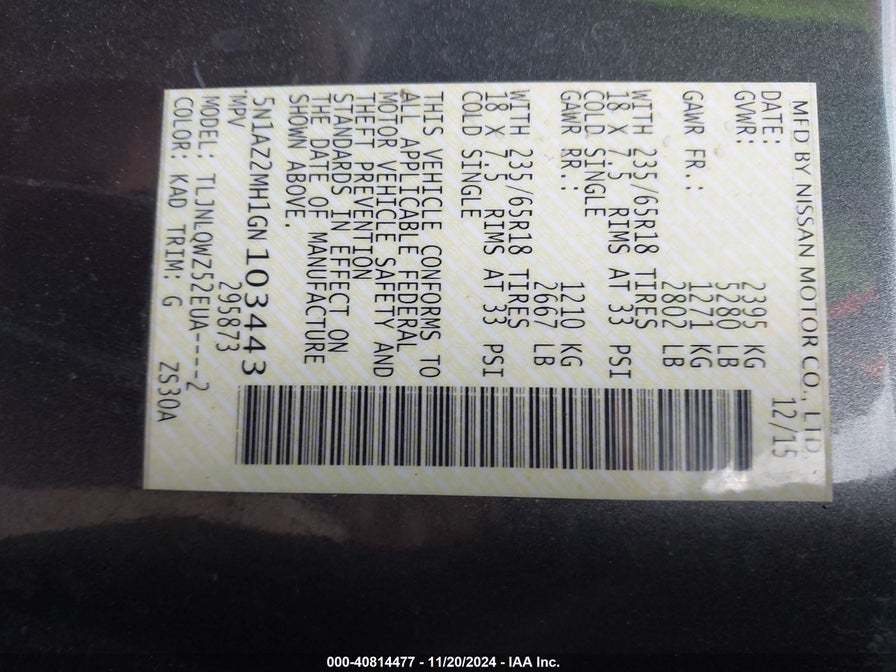 MFD BY NISSAN MOTOR CO., LTD.
DATE: 12/15
GVWR: 2395 KG
5280 LB
GAWR FR.: 1271 KG
2802 LB
WITH 235/65R18 TIRES
18 X 7.5 RIMS AT 33 PSI
COLD SINGLE
GAWR RR.: 1210 KG
2667 LB
WITH 235/65R18 TIRES
18 X 7.5 RIMS AT 33 PSI
COLD SINGLE
THIS VEHICLE CONFORMS TO
ALL APPLICABLE FEDERAL
MOTOR VEHICLE SAFETY AND
THEFT PREVENTION
STANDARDS IN EFFECT ON
THE DATE OF MANUFACTURE
SHOWN ABOVE.
5N1AZ2MH1GN103443
MPV 295873
MODEL: TLJNLQWZ52EUA----2
COLOR: KAD TRIM: G ZS30A
000-40814477 - 11/20/2024 - IAA Inc.